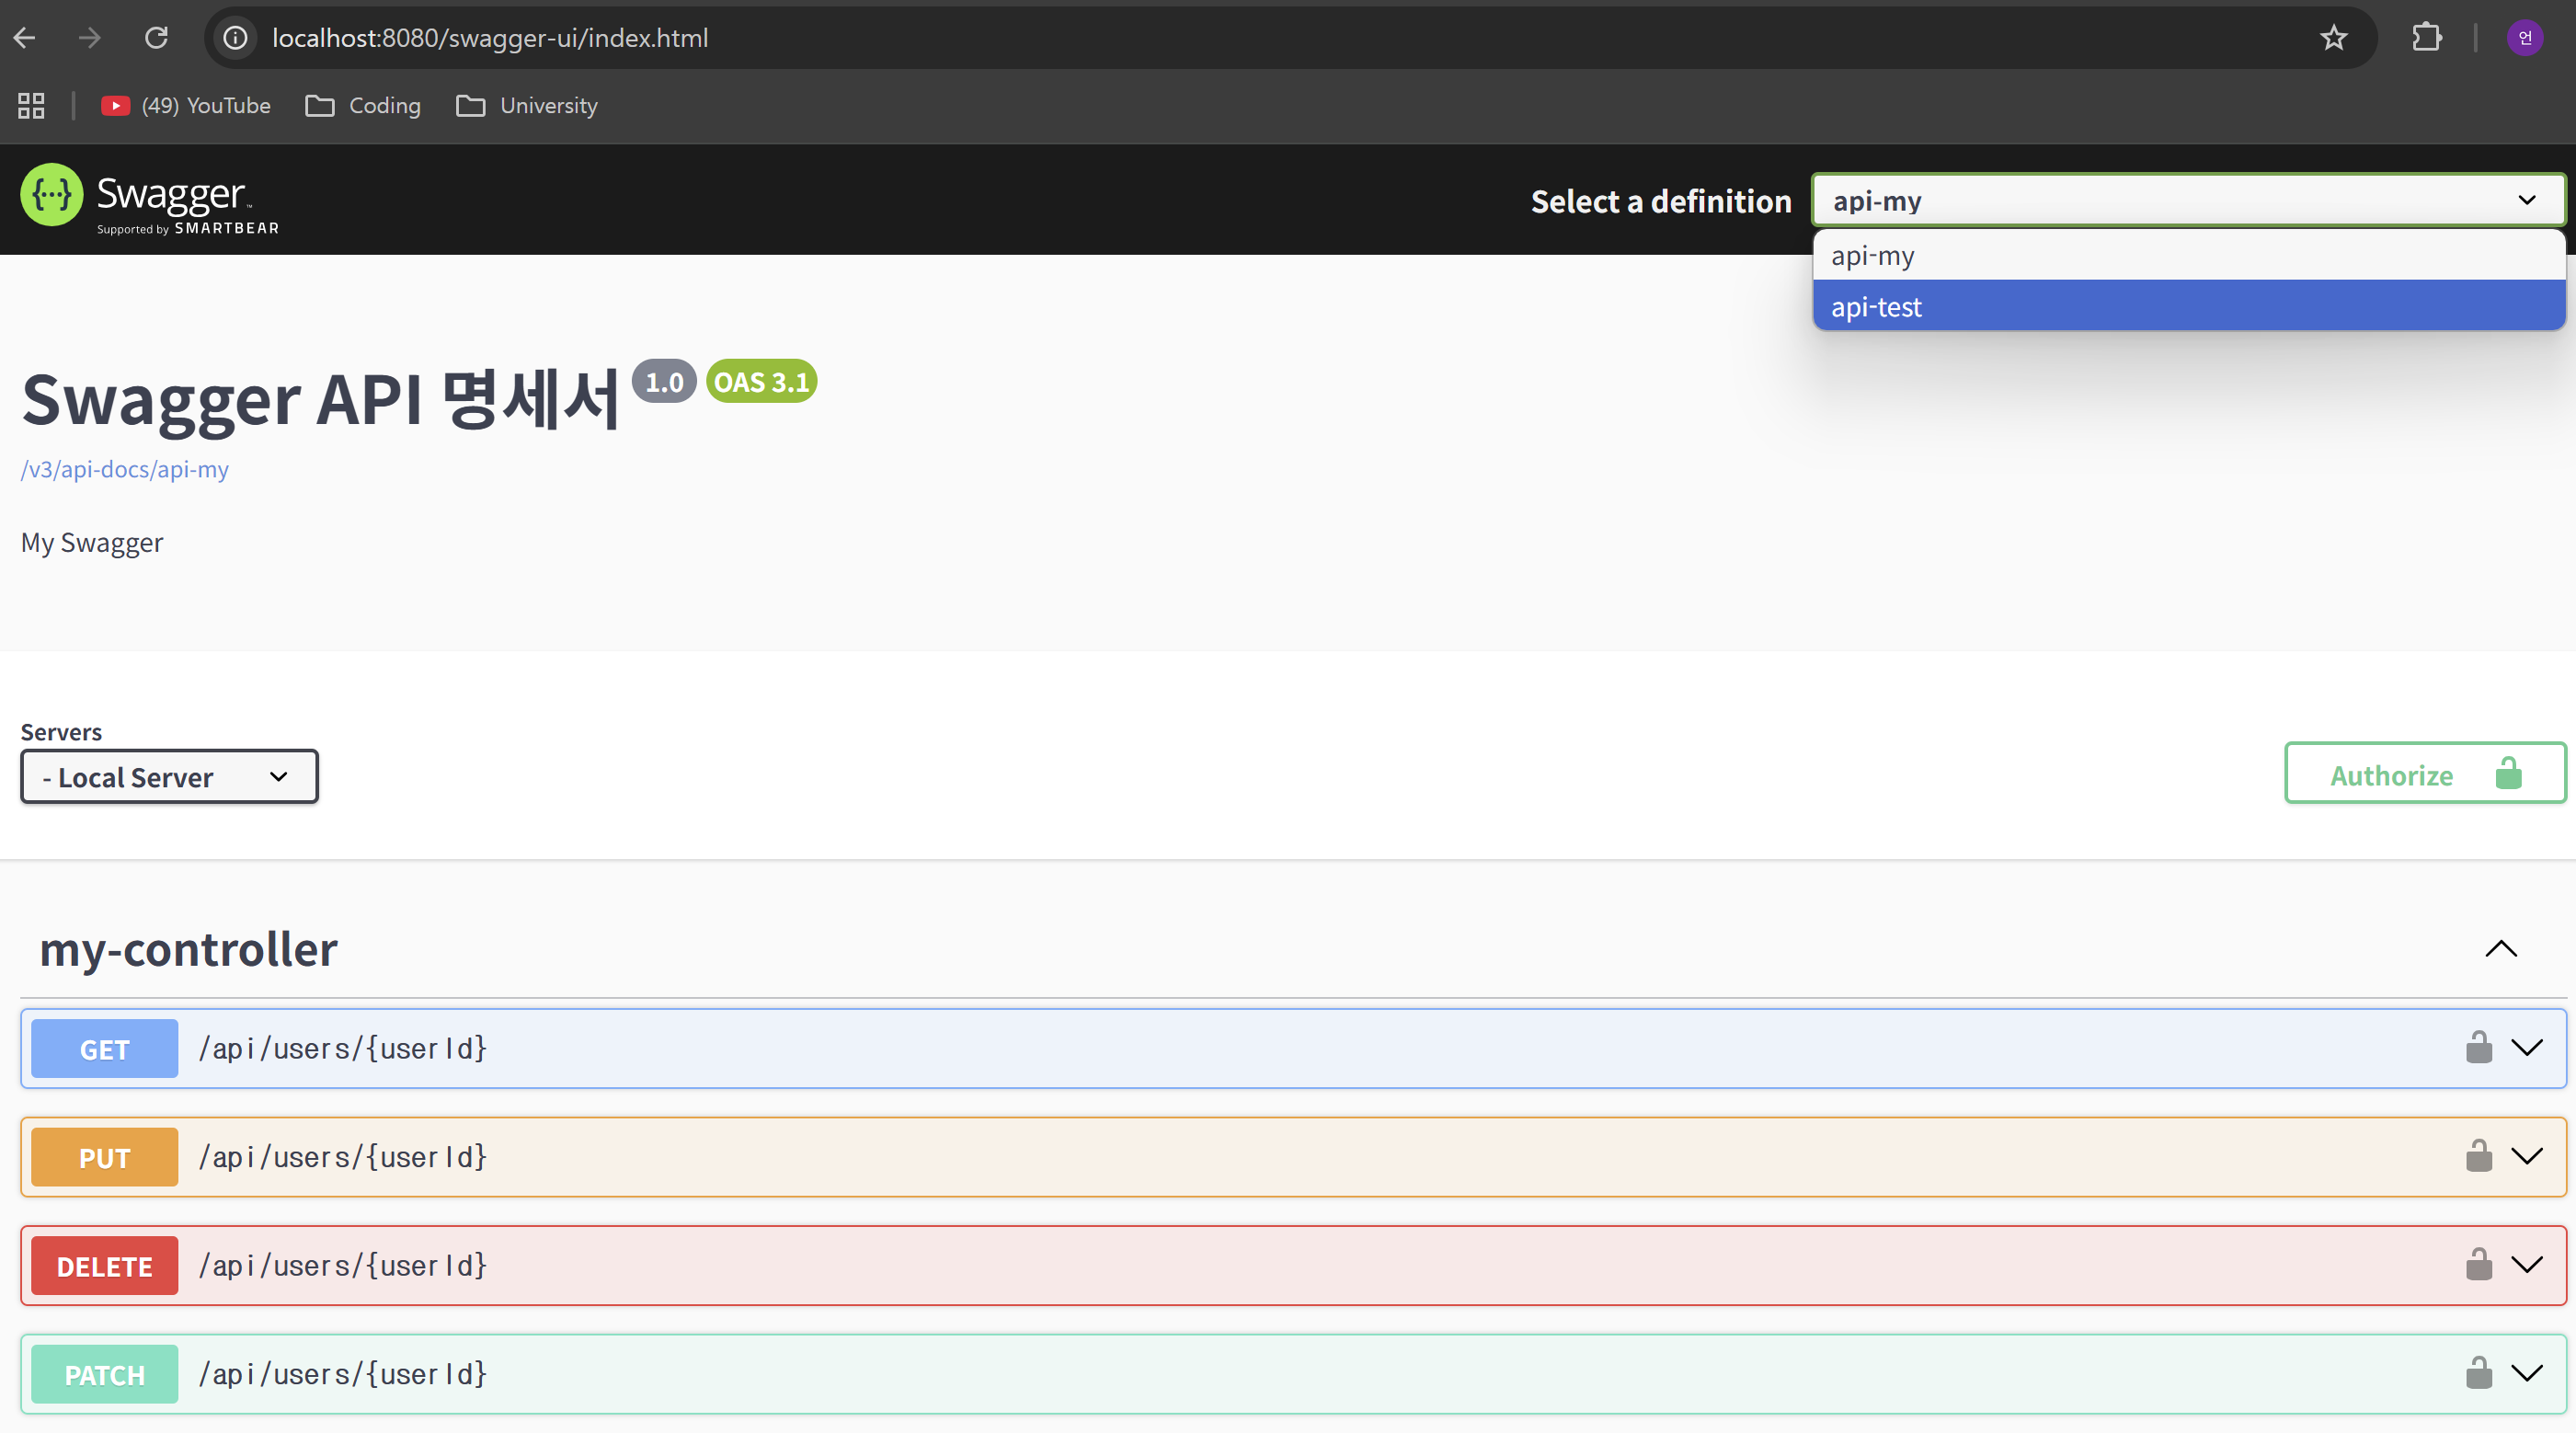 localhost:8080/swagger-ui/index.html
언
(49) YouTube
Coding
University
Swagger
Supported by SMARTBEAR
Select a definition
api-my
api-my
api-test
Swagger API 명세서 1.0 OAS 3.1
/v3/api-docs/api-my
My Swagger
Servers
- Local Server
Authorize
my-controller
GET /api/users/{userId}
PUT /api/users/{userId}
DELETE /api/users/{userId}
PATCH /api/users/{userId}